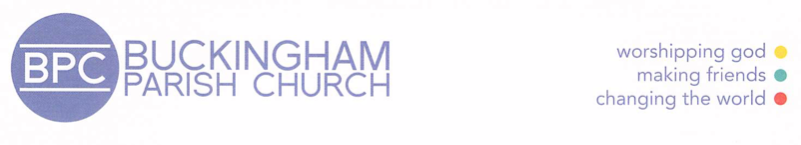 BPC
BUCKINGHAM
PARISH CHURCH
worshipping god
making friends
changing the world